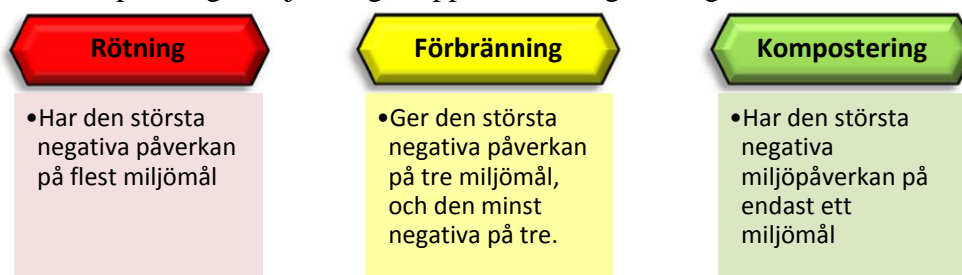 Rötning
Förbränning
Kompostering
•Har den största
negativa påverkan
på flest miljömål
•Ger den största
negativa påverkan
på tre miljömål,
och den minst
negativa på tre.
•Har den största
negativa
miljöpåverkan på
endast ett
miljömål